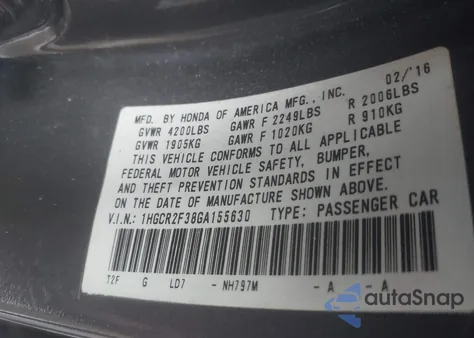 MFD. BY HONDA OF AMERICA MFG., INC. 02/'16
GVWR 4200LBS GAWR F 2249LBS R 2006LBS
GVWR 1905KG GAWR F 1020KG R 910KG
THIS VEHICLE CONFORMS TO ALL APPLICABLE
FEDERAL MOTOR VEHICLE SAFETY, BUMPER,
AND THEFT PREVENTION STANDARDS IN EFFECT
ON THE DATE OF MANUFACTURE SHOWN ABOVE.
V.I.N.: 1HGCR2F38GA155630 TYPE: PASSENGER CAR
T2F G LD7 - NH797M - A - A
autoSnap